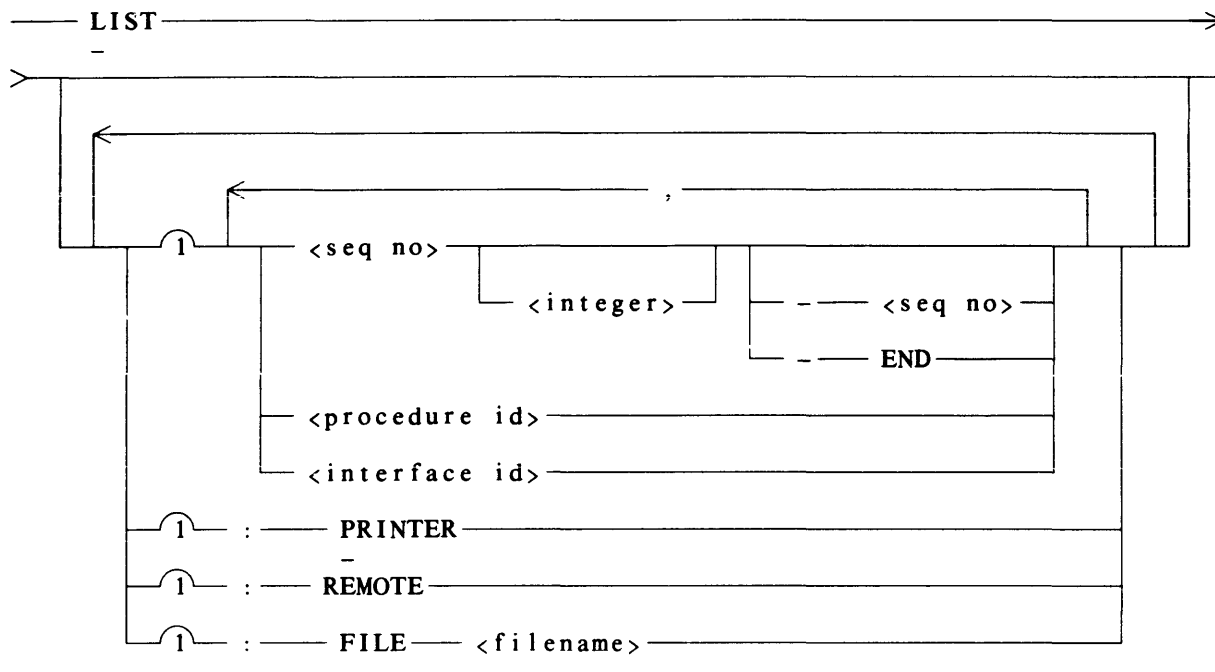 LIST
,
1 <seq no>
<integer> - <seq no>
- END
<procedure id>
<interface id>
1 : PRINTER
1 : REMOTE
1 : FILE <filename>